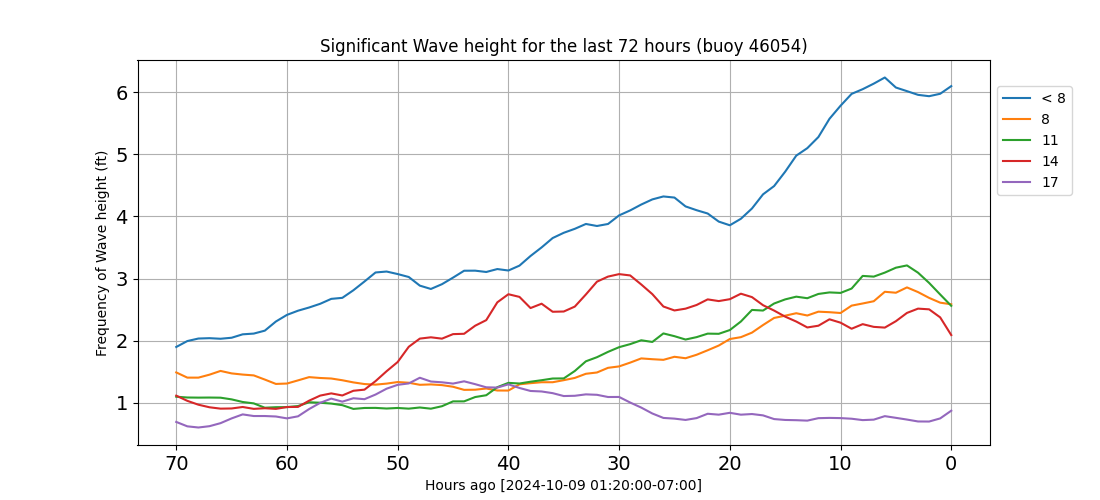 Significant Wave height for the last 72 hours (buoy 46054)
Frequency of Wave height (ft)
6
5
4
3
2
1
70 60 50 40 30 20 10 0
Hours ago [2024-10-09 01:20:00-07:00]
< 8
8
11
14
17